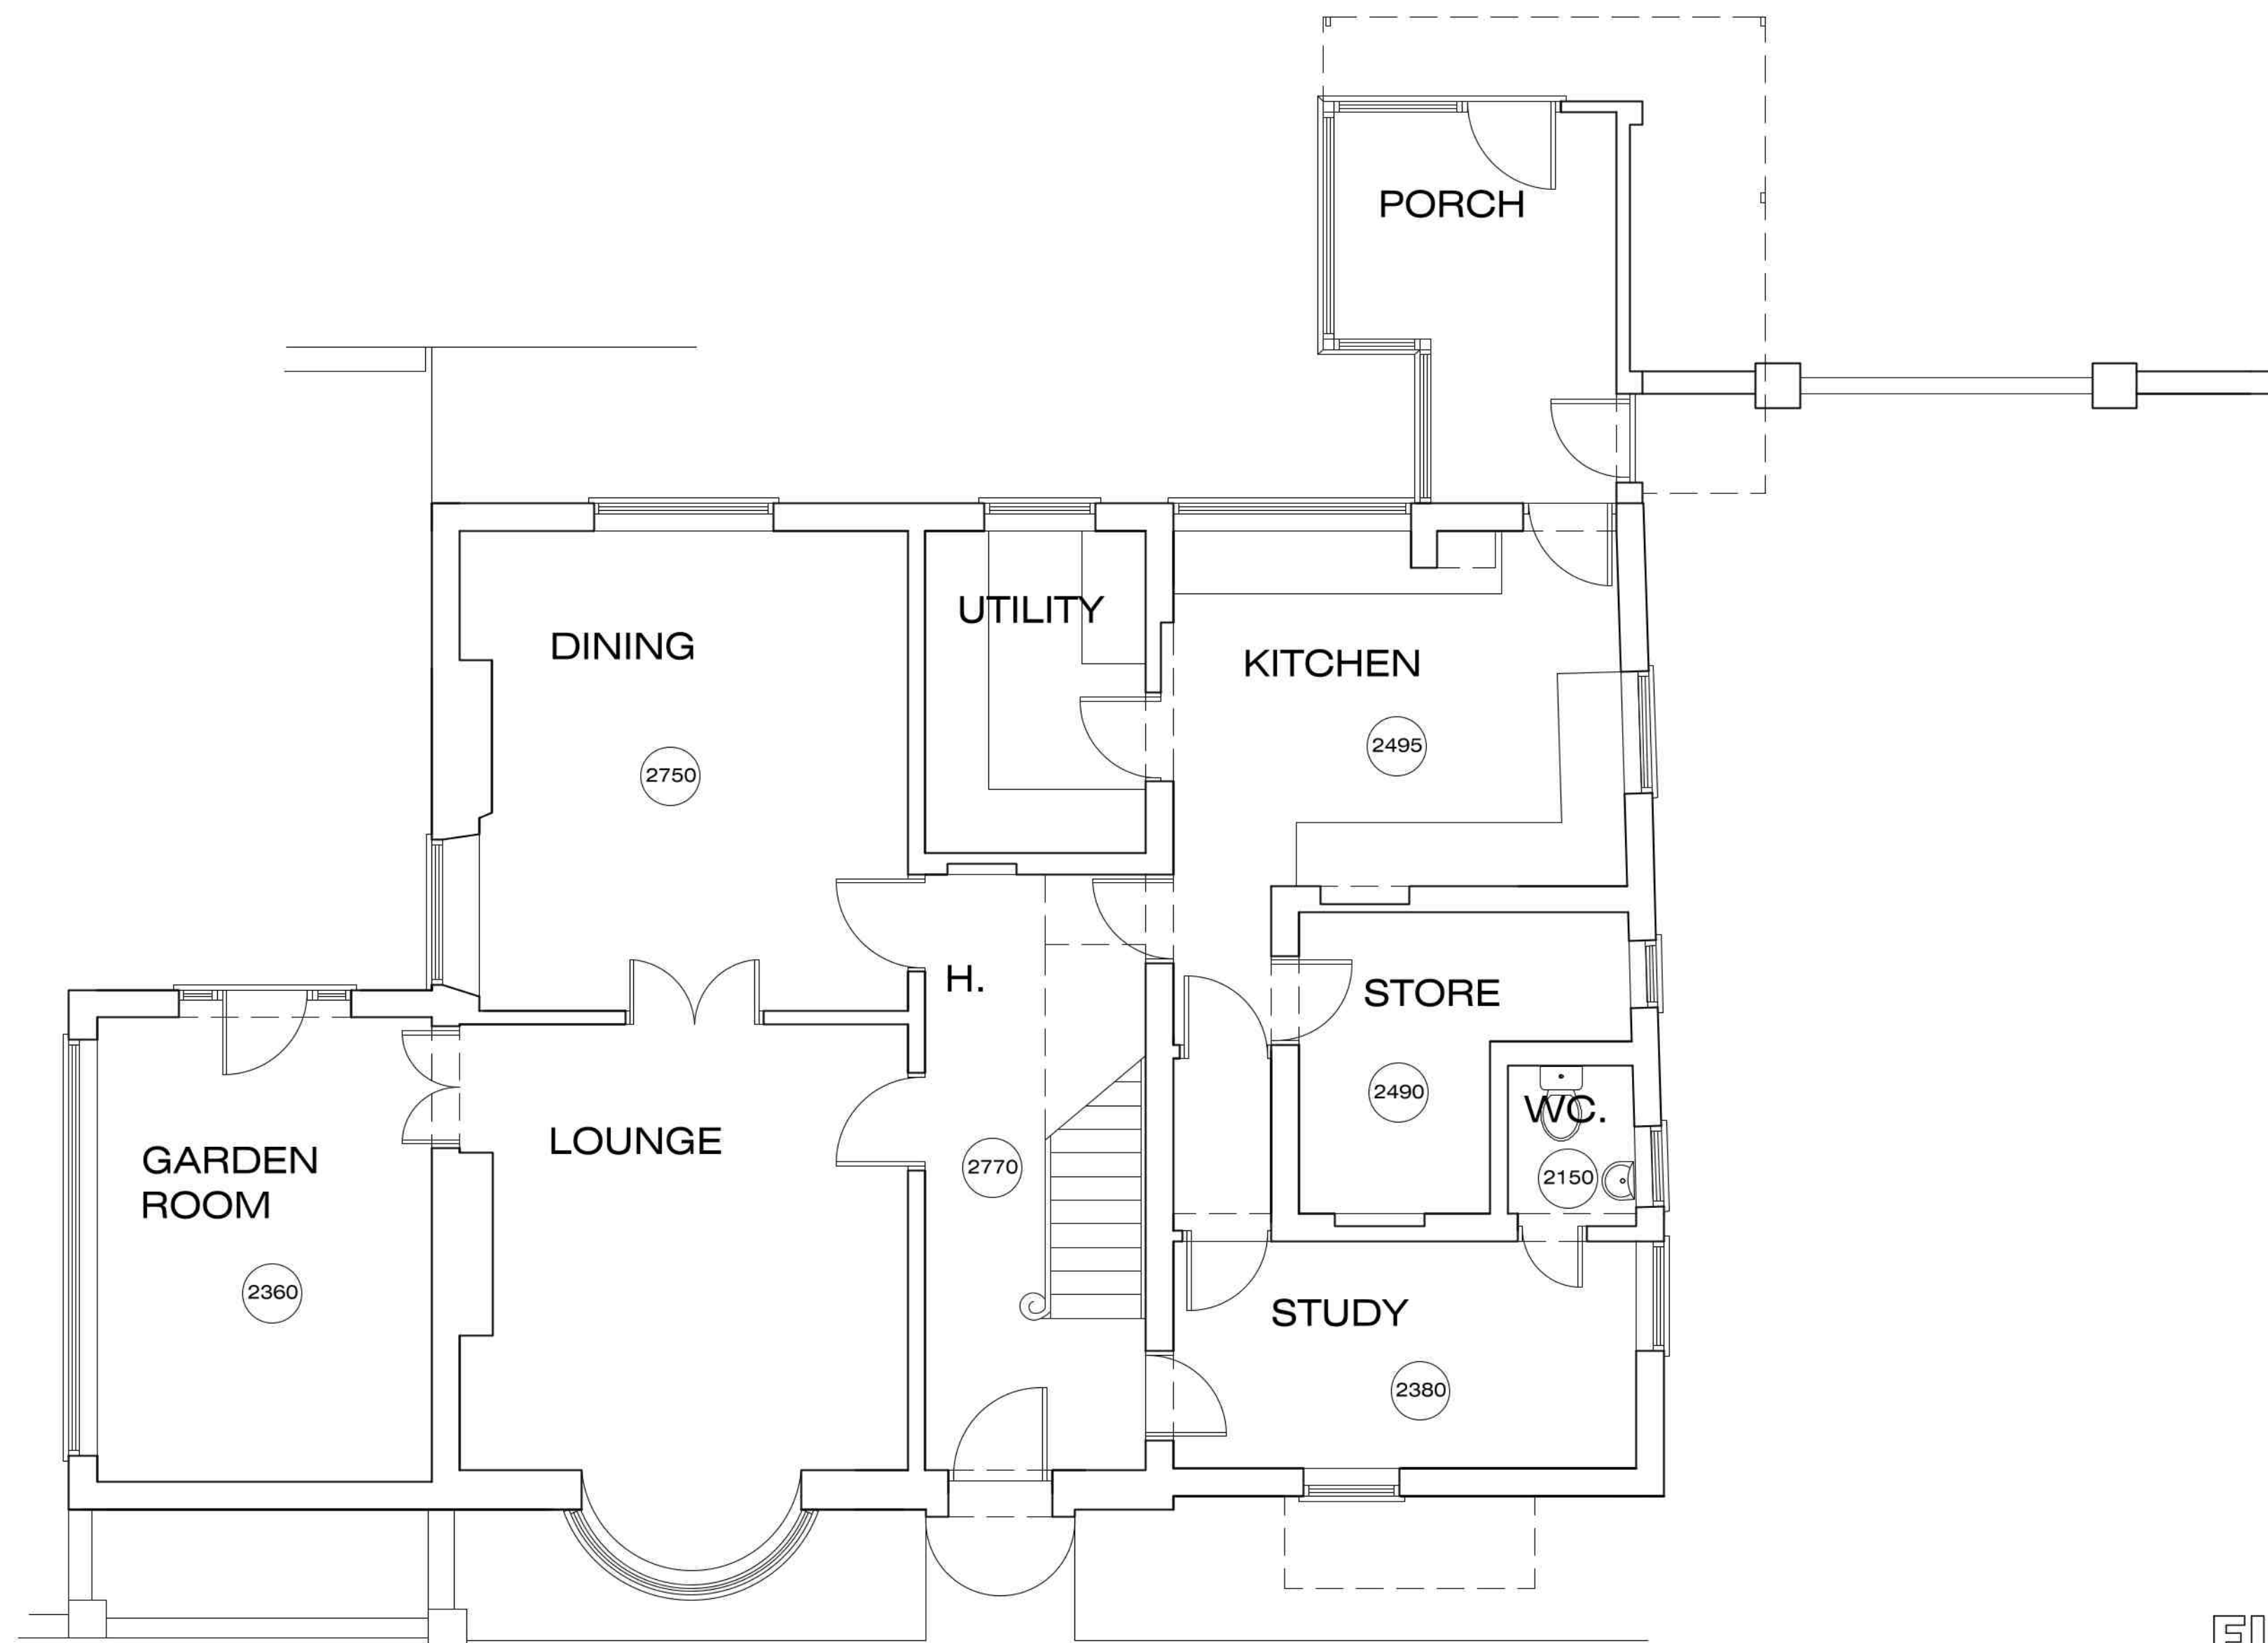 PORCH
UTILITY
DINING
KITCHEN
2495
2750
H.
STORE
2490
WC.
LOUNGE
GARDEN
ROOM
2770
2150
2360
STUDY
2380